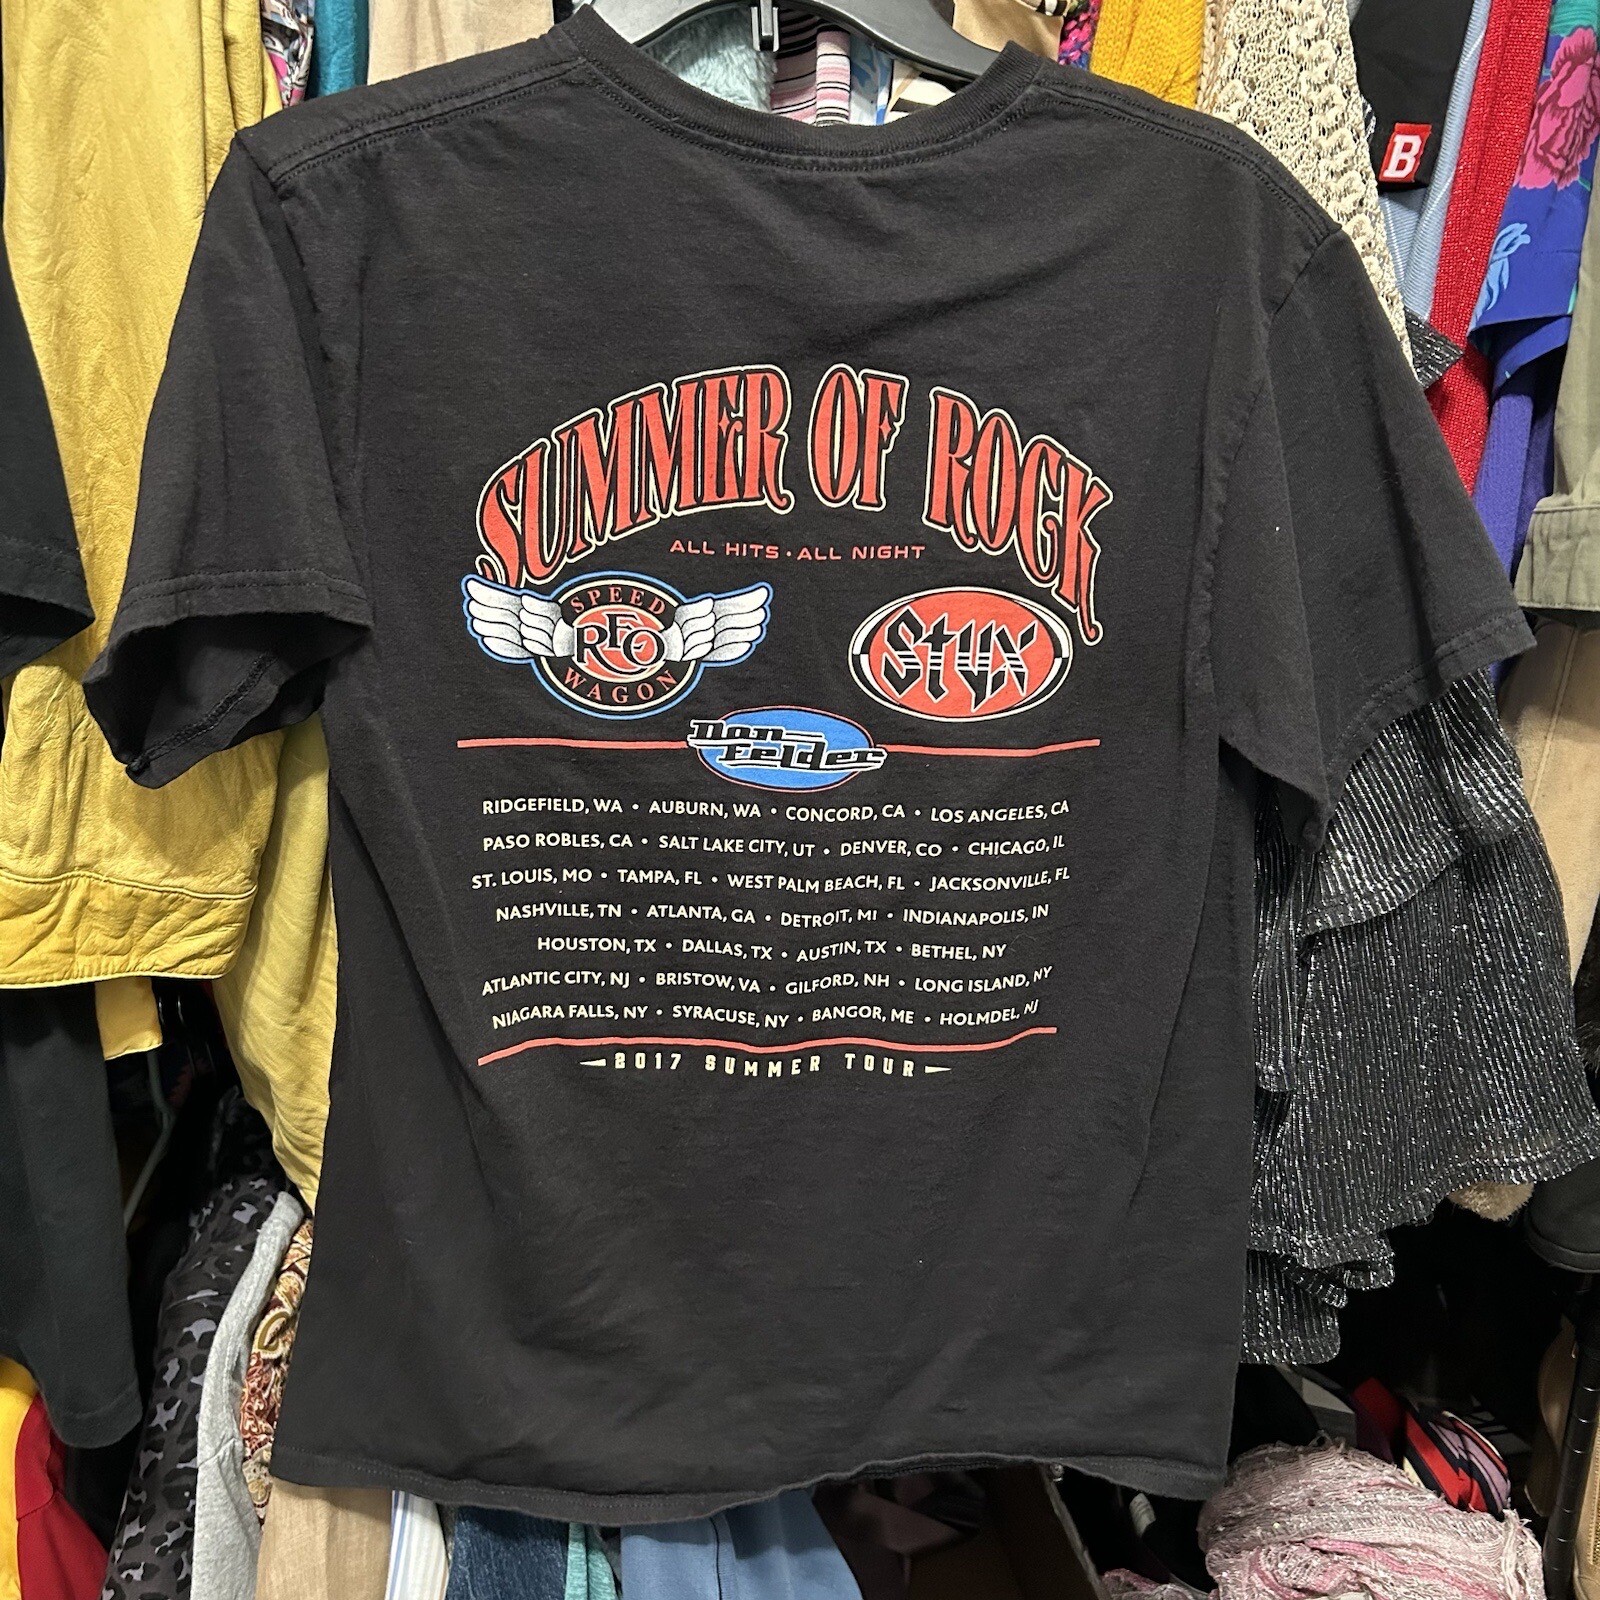 B
SUMMER OF ROCK
ALL HITS · ALL NIGHT
SPEED
REO
WAGON
STYX
Don
Felder
RIDGEFIELD, WA • AUBURN, WA • CONCORD, CA • LOS ANGELES, CA
PASO ROBLES, CA • SALT LAKE CITY, UT • DENVER, CO • CHICAGO, IL
ST. LOUIS, MO • TAMPA, FL • WEST PALM BEACH, FL • JACKSONVILLE, FL
NASHVILLE, TN • ATLANTA, GA • DETROIT, MI • INDIANAPOLIS, IN
HOUSTON, TX • DALLAS, TX • AUSTIN, TX • BETHEL, NY
ATLANTIC CITY, NJ • BRISTOW, VA • GILFORD, NH • LONG ISLAND, NY
NIAGARA FALLS, NY • SYRACUSE, NY • BANGOR, ME • HOLMDEL, NJ
2017 SUMMER TOUR